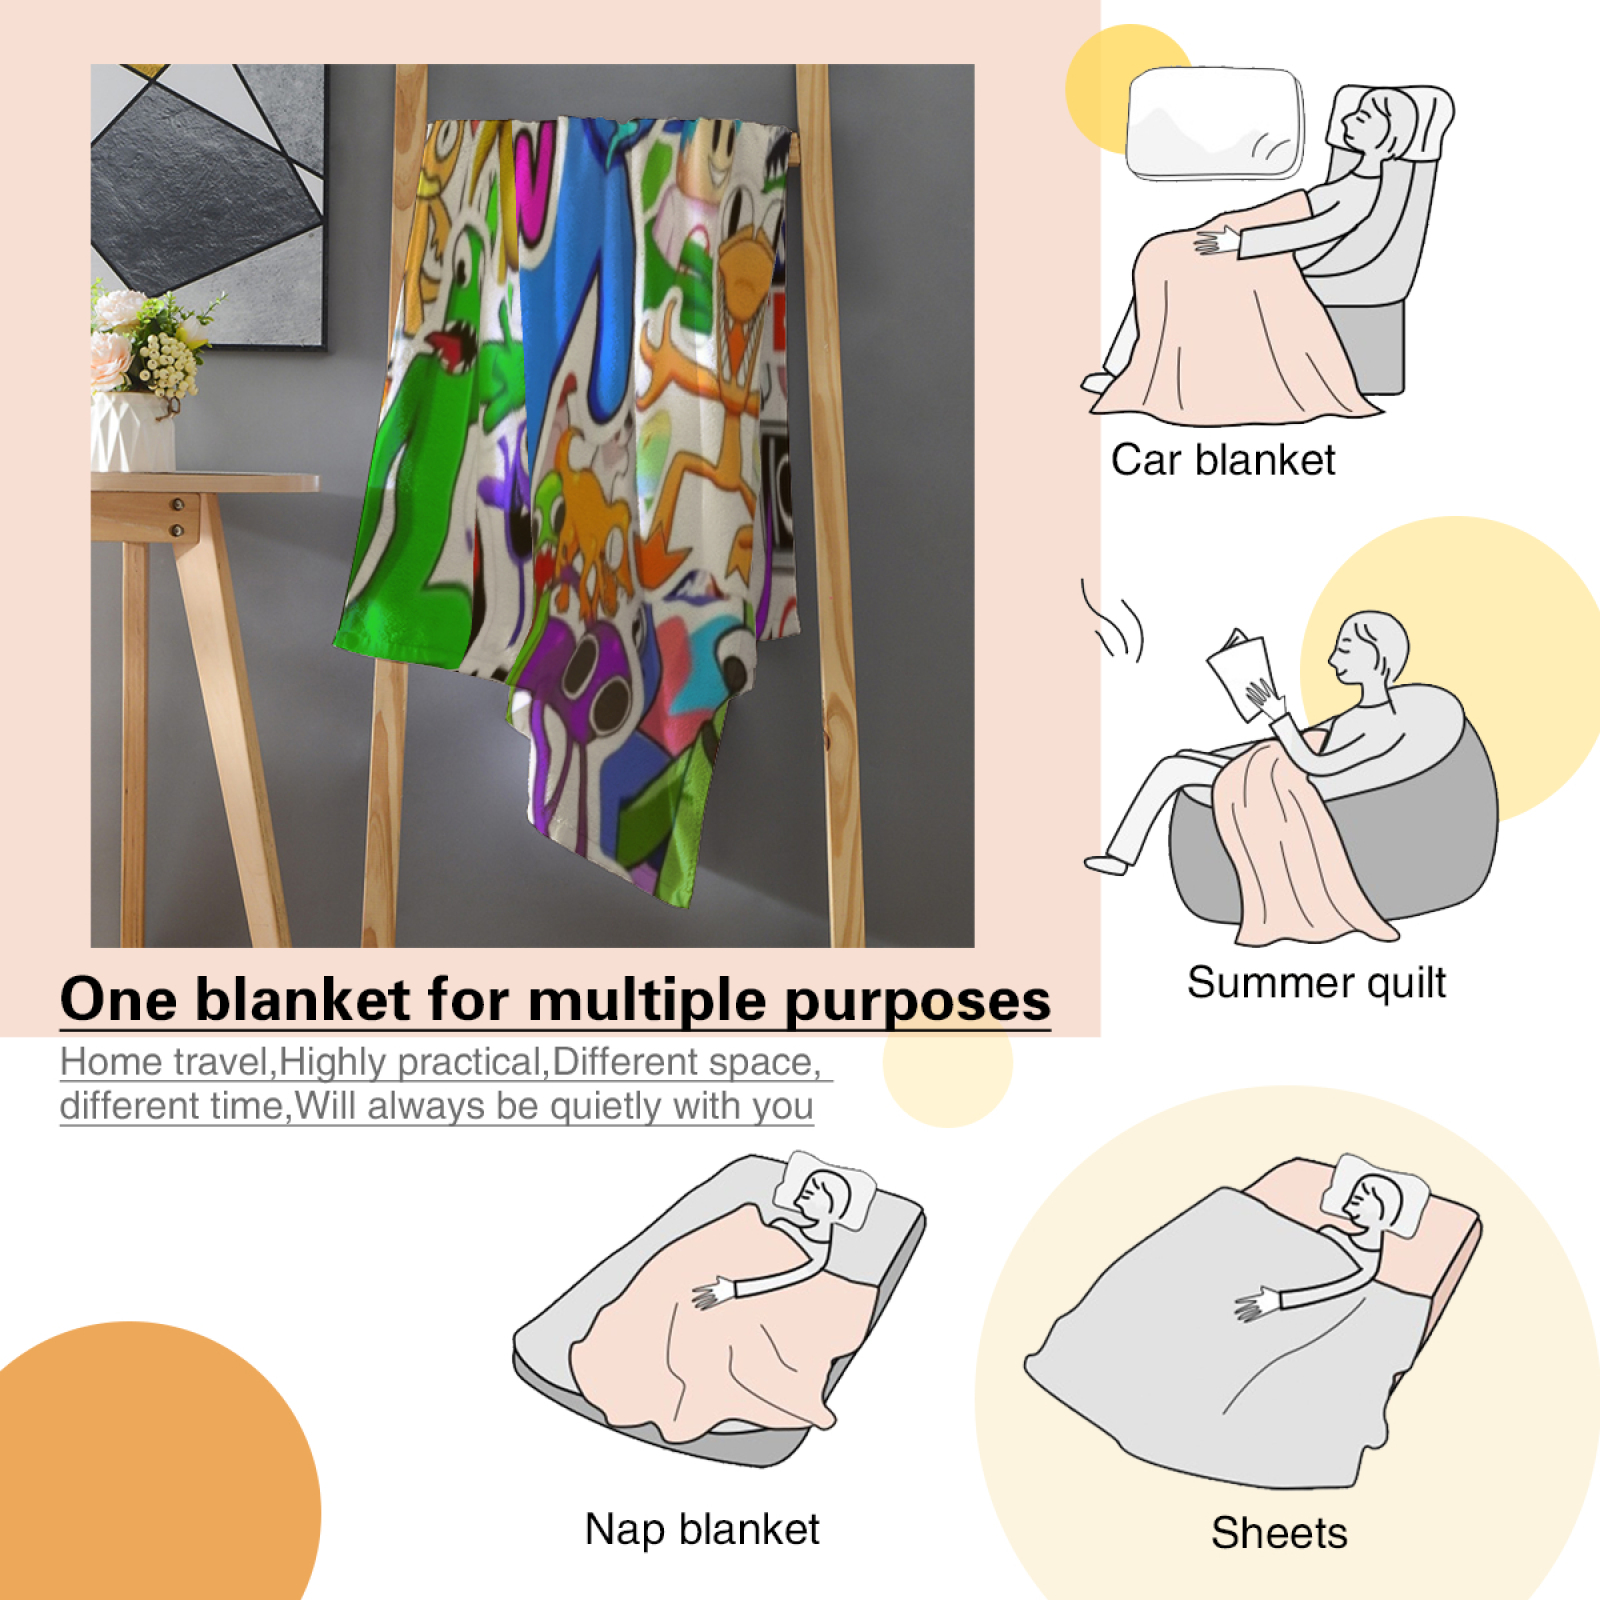 Car blanket
Summer quilt
One blanket for multiple purposes
Home travel,Highly practical,Different space,
different time,Will always be quietly with you
Nap blanket
Sheets